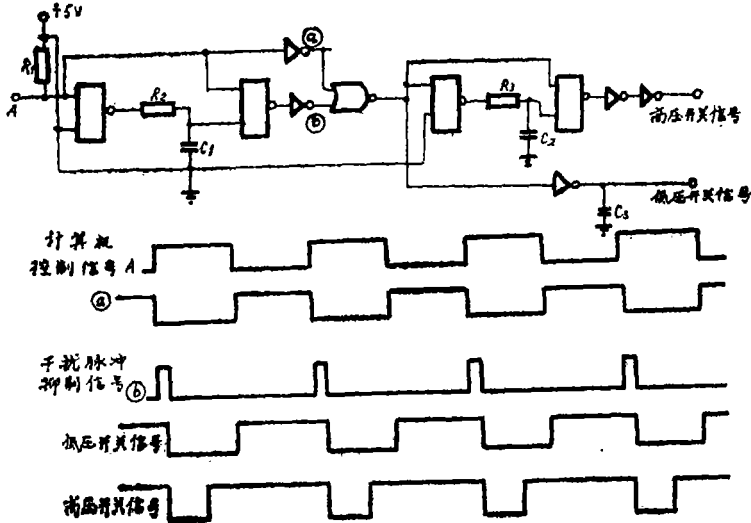 +5V
R1
A
R2
C1
ⓐ
ⓑ
R3
C2
高压开关信号
低压开关信号
C3
计算机
控制信号 A
ⓐ
干扰脉冲
抑制信号 ⓑ
低压开关信号
高压开关信号